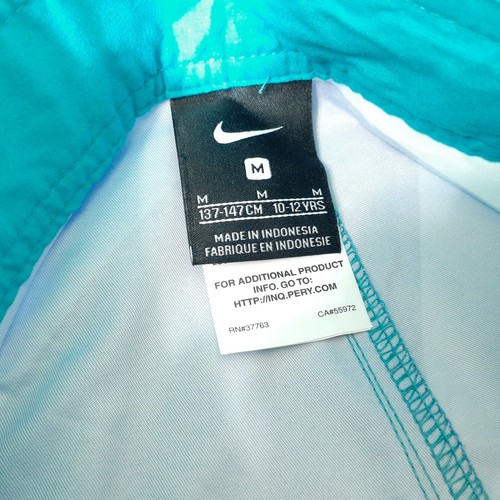 M
M M M
137-147CM 10-12YRS
MADE IN INDONESIA
FABRIQUE EN INDONESIE
FOR ADDITIONAL PRODUCT
INFO. GO TO:
HTTP://INQ.PERY.COM
RN#37763 CA#55972